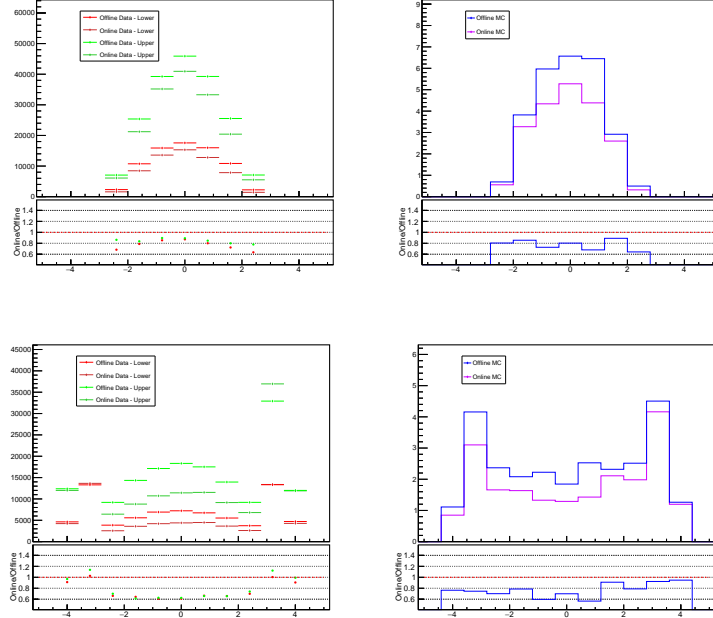 60000
50000
40000
30000
20000
10000
0
Offline Data - Lower
Online Data - Lower
Offline Data - Upper
Online Data - Upper
1.4
1.2
1
0.8
0.6
Online/Offline
−4 −2 0 2 4
9
8
7
6
5
4
3
2
1
0
Offline MC
Online MC
1.4
1.2
1
0.8
0.6
Online/Offline
−4 −2 0 2 4
45000
40000
35000
30000
25000
20000
15000
10000
5000
0
Offline Data - Lower
Online Data - Lower
Offline Data - Upper
Online Data - Upper
1.4
1.2
1
0.8
0.6
Online/Offline
−4 −2 0 2 4
6
5
4
3
2
1
0
Offline MC
Online MC
1.4
1.2
1
0.8
0.6
Online/Offline
−4 −2 0 2 4